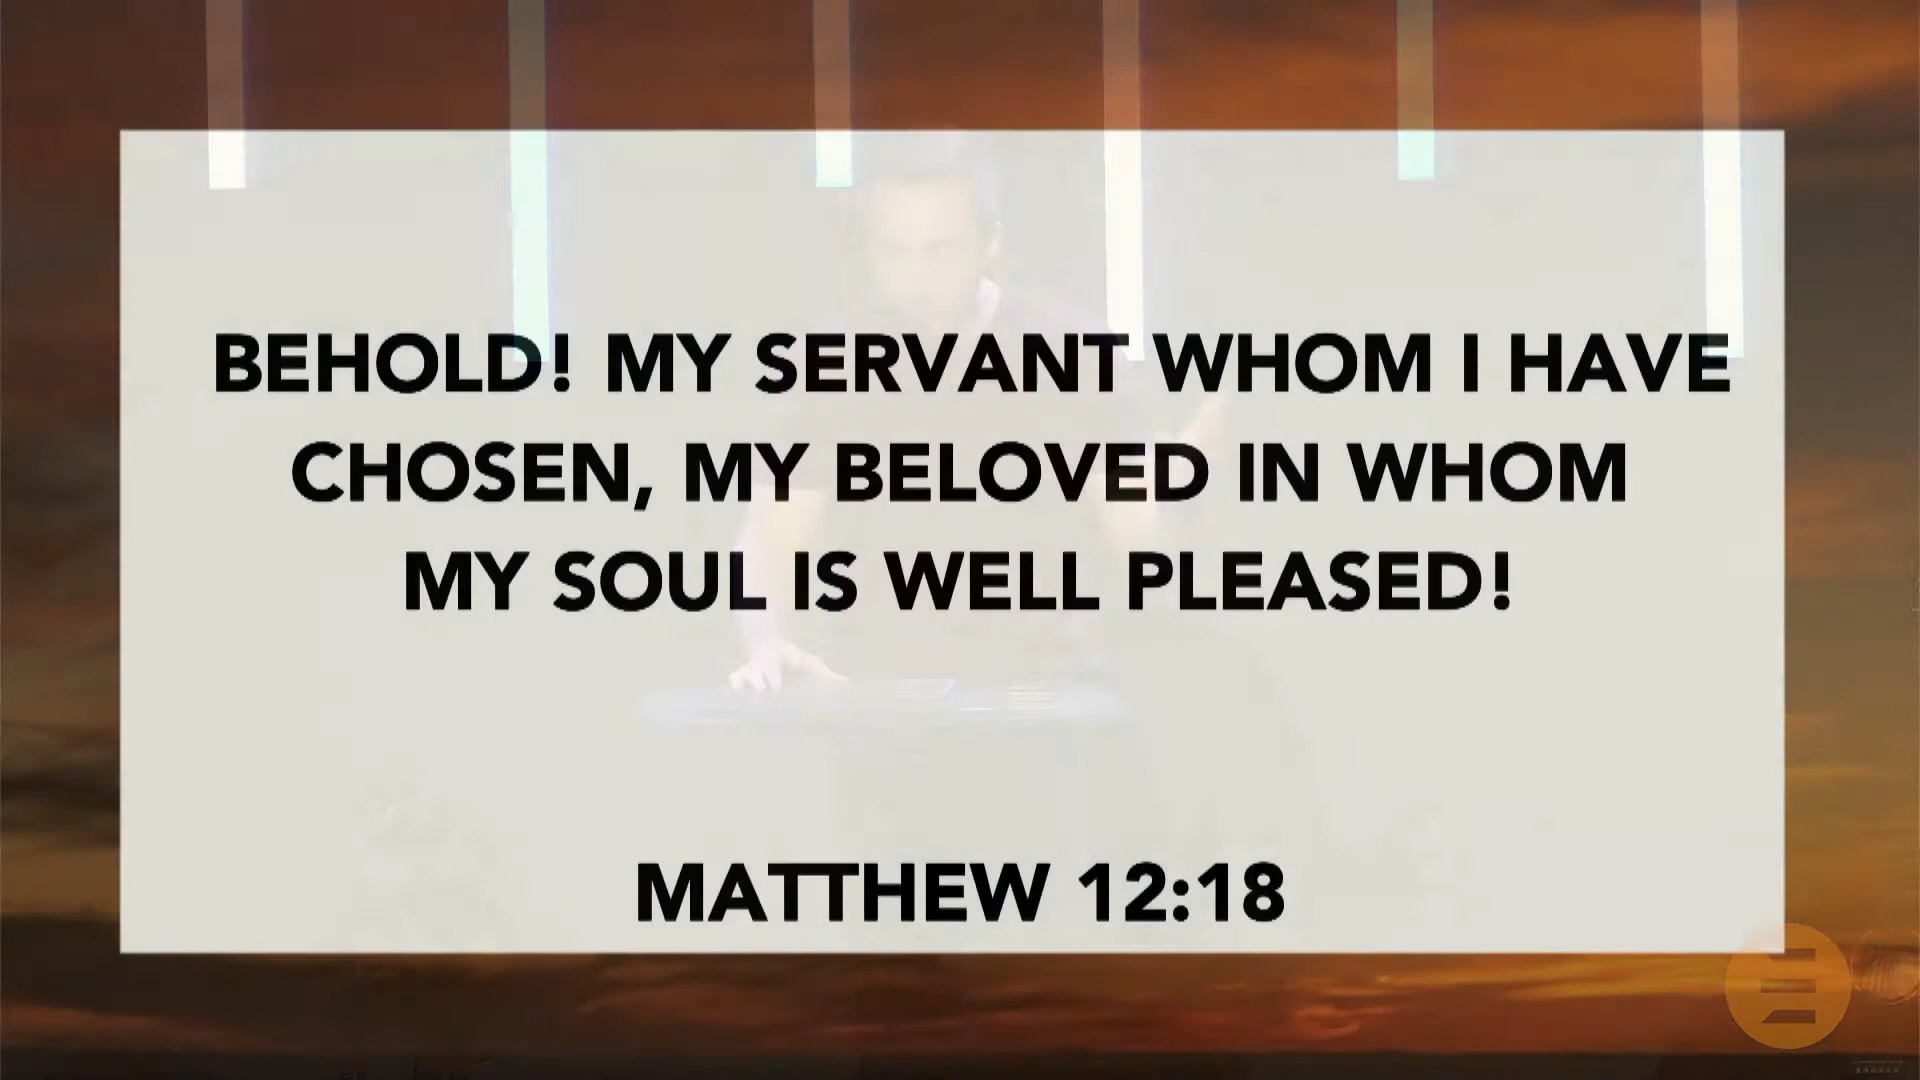 BEHOLD! MY SERVANT WHOM I HAVE
CHOSEN, MY BELOVED IN WHOM
MY SOUL IS WELL PLEASED!
MATTHEW 12:18